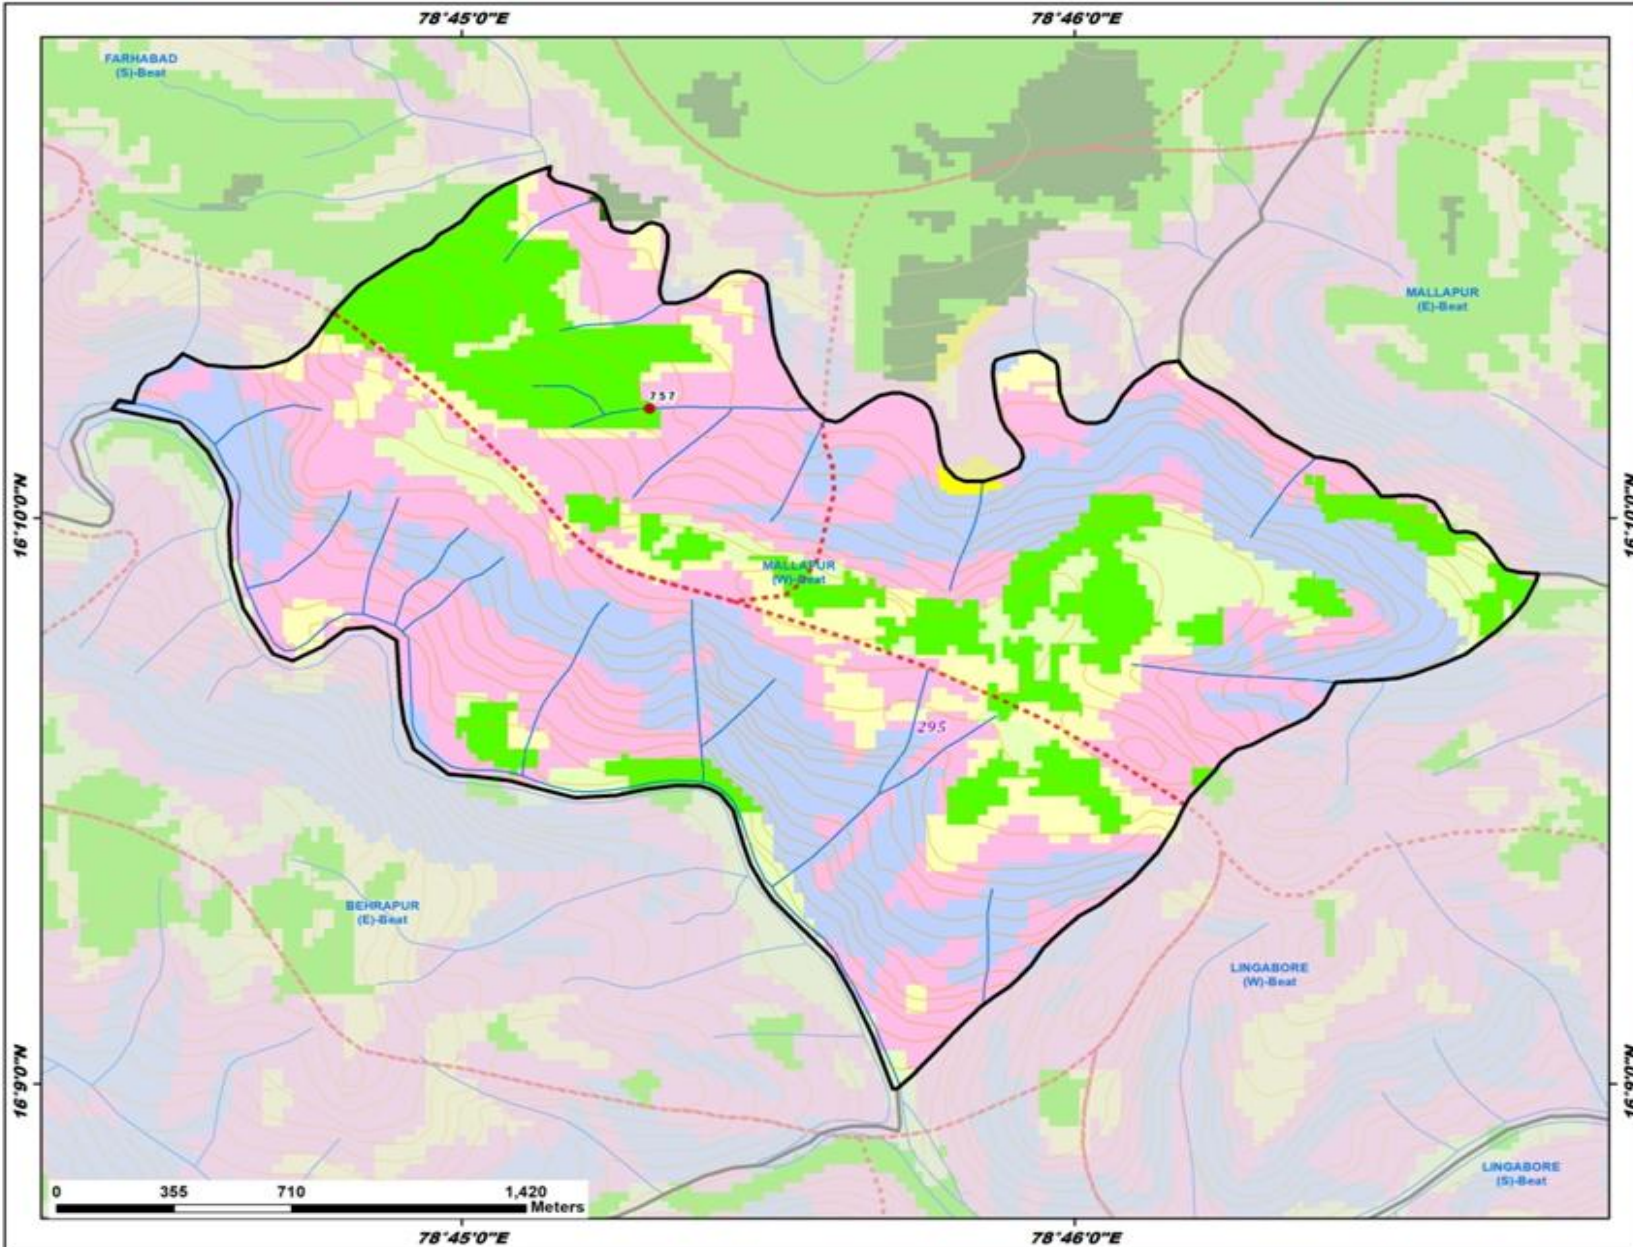 78°45'0"E
78°46'0"E
FARHABAD
(S)-Beat
MALLAPUR
(E)-Beat
757
16°10'0"N
16°10'0"N
MALLAPUR
(W)-Beat
295
BEHRAPUR
(E)-Beat
LINGABORE
(W)-Beat
16°9'0"N
16°9'0"N
LINGABORE
(S)-Beat
0 355 710 1,420
Meters
78°45'0"E
78°46'0"E